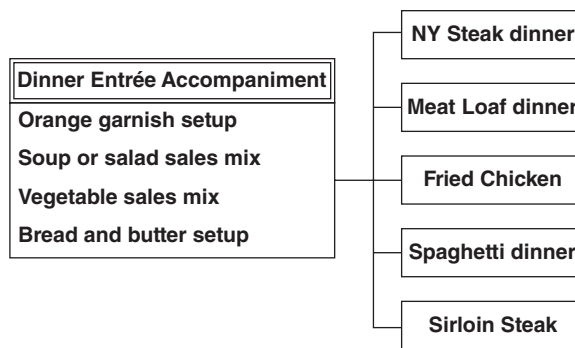 Dinner Entrée Accompaniment
Orange garnish setup
Soup or salad sales mix
Vegetable sales mix
Bread and butter setup
NY Steak dinner
Meat Loaf dinner
Fried Chicken
Spaghetti dinner
Sirloin Steak